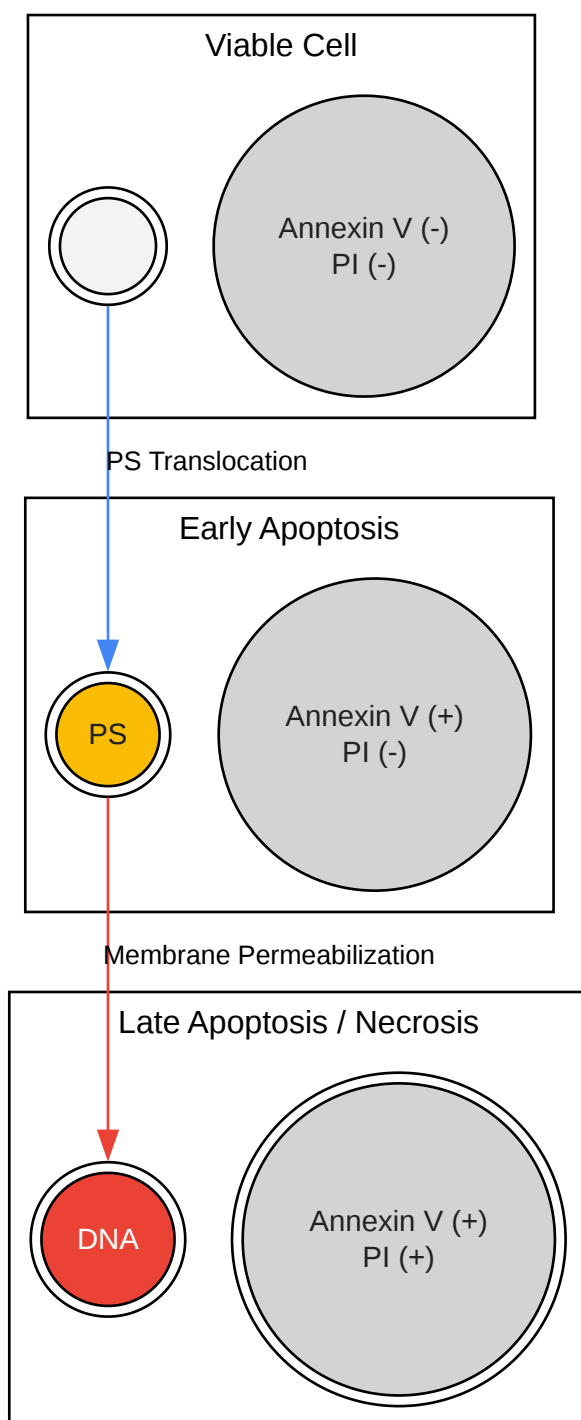 Viable Cell
Annexin V (-)
PI (-)
PS Translocation
Early Apoptosis
PS
Annexin V (+)
PI (-)
Membrane Permeabilization
Late Apoptosis / Necrosis
DNA
Annexin V (+)
PI (+)